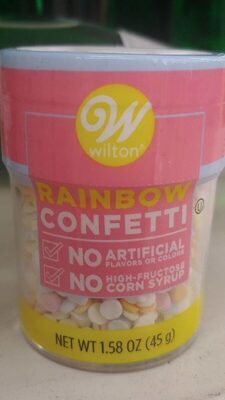 W
wilton®
RAINBOW
CONFETTI
NO ARTIFICIAL
FLAVORS OR COLORS
NO HIGH-FRUCTOSE
CORN SYRUP
NET WT 1.58 OZ (45 g)